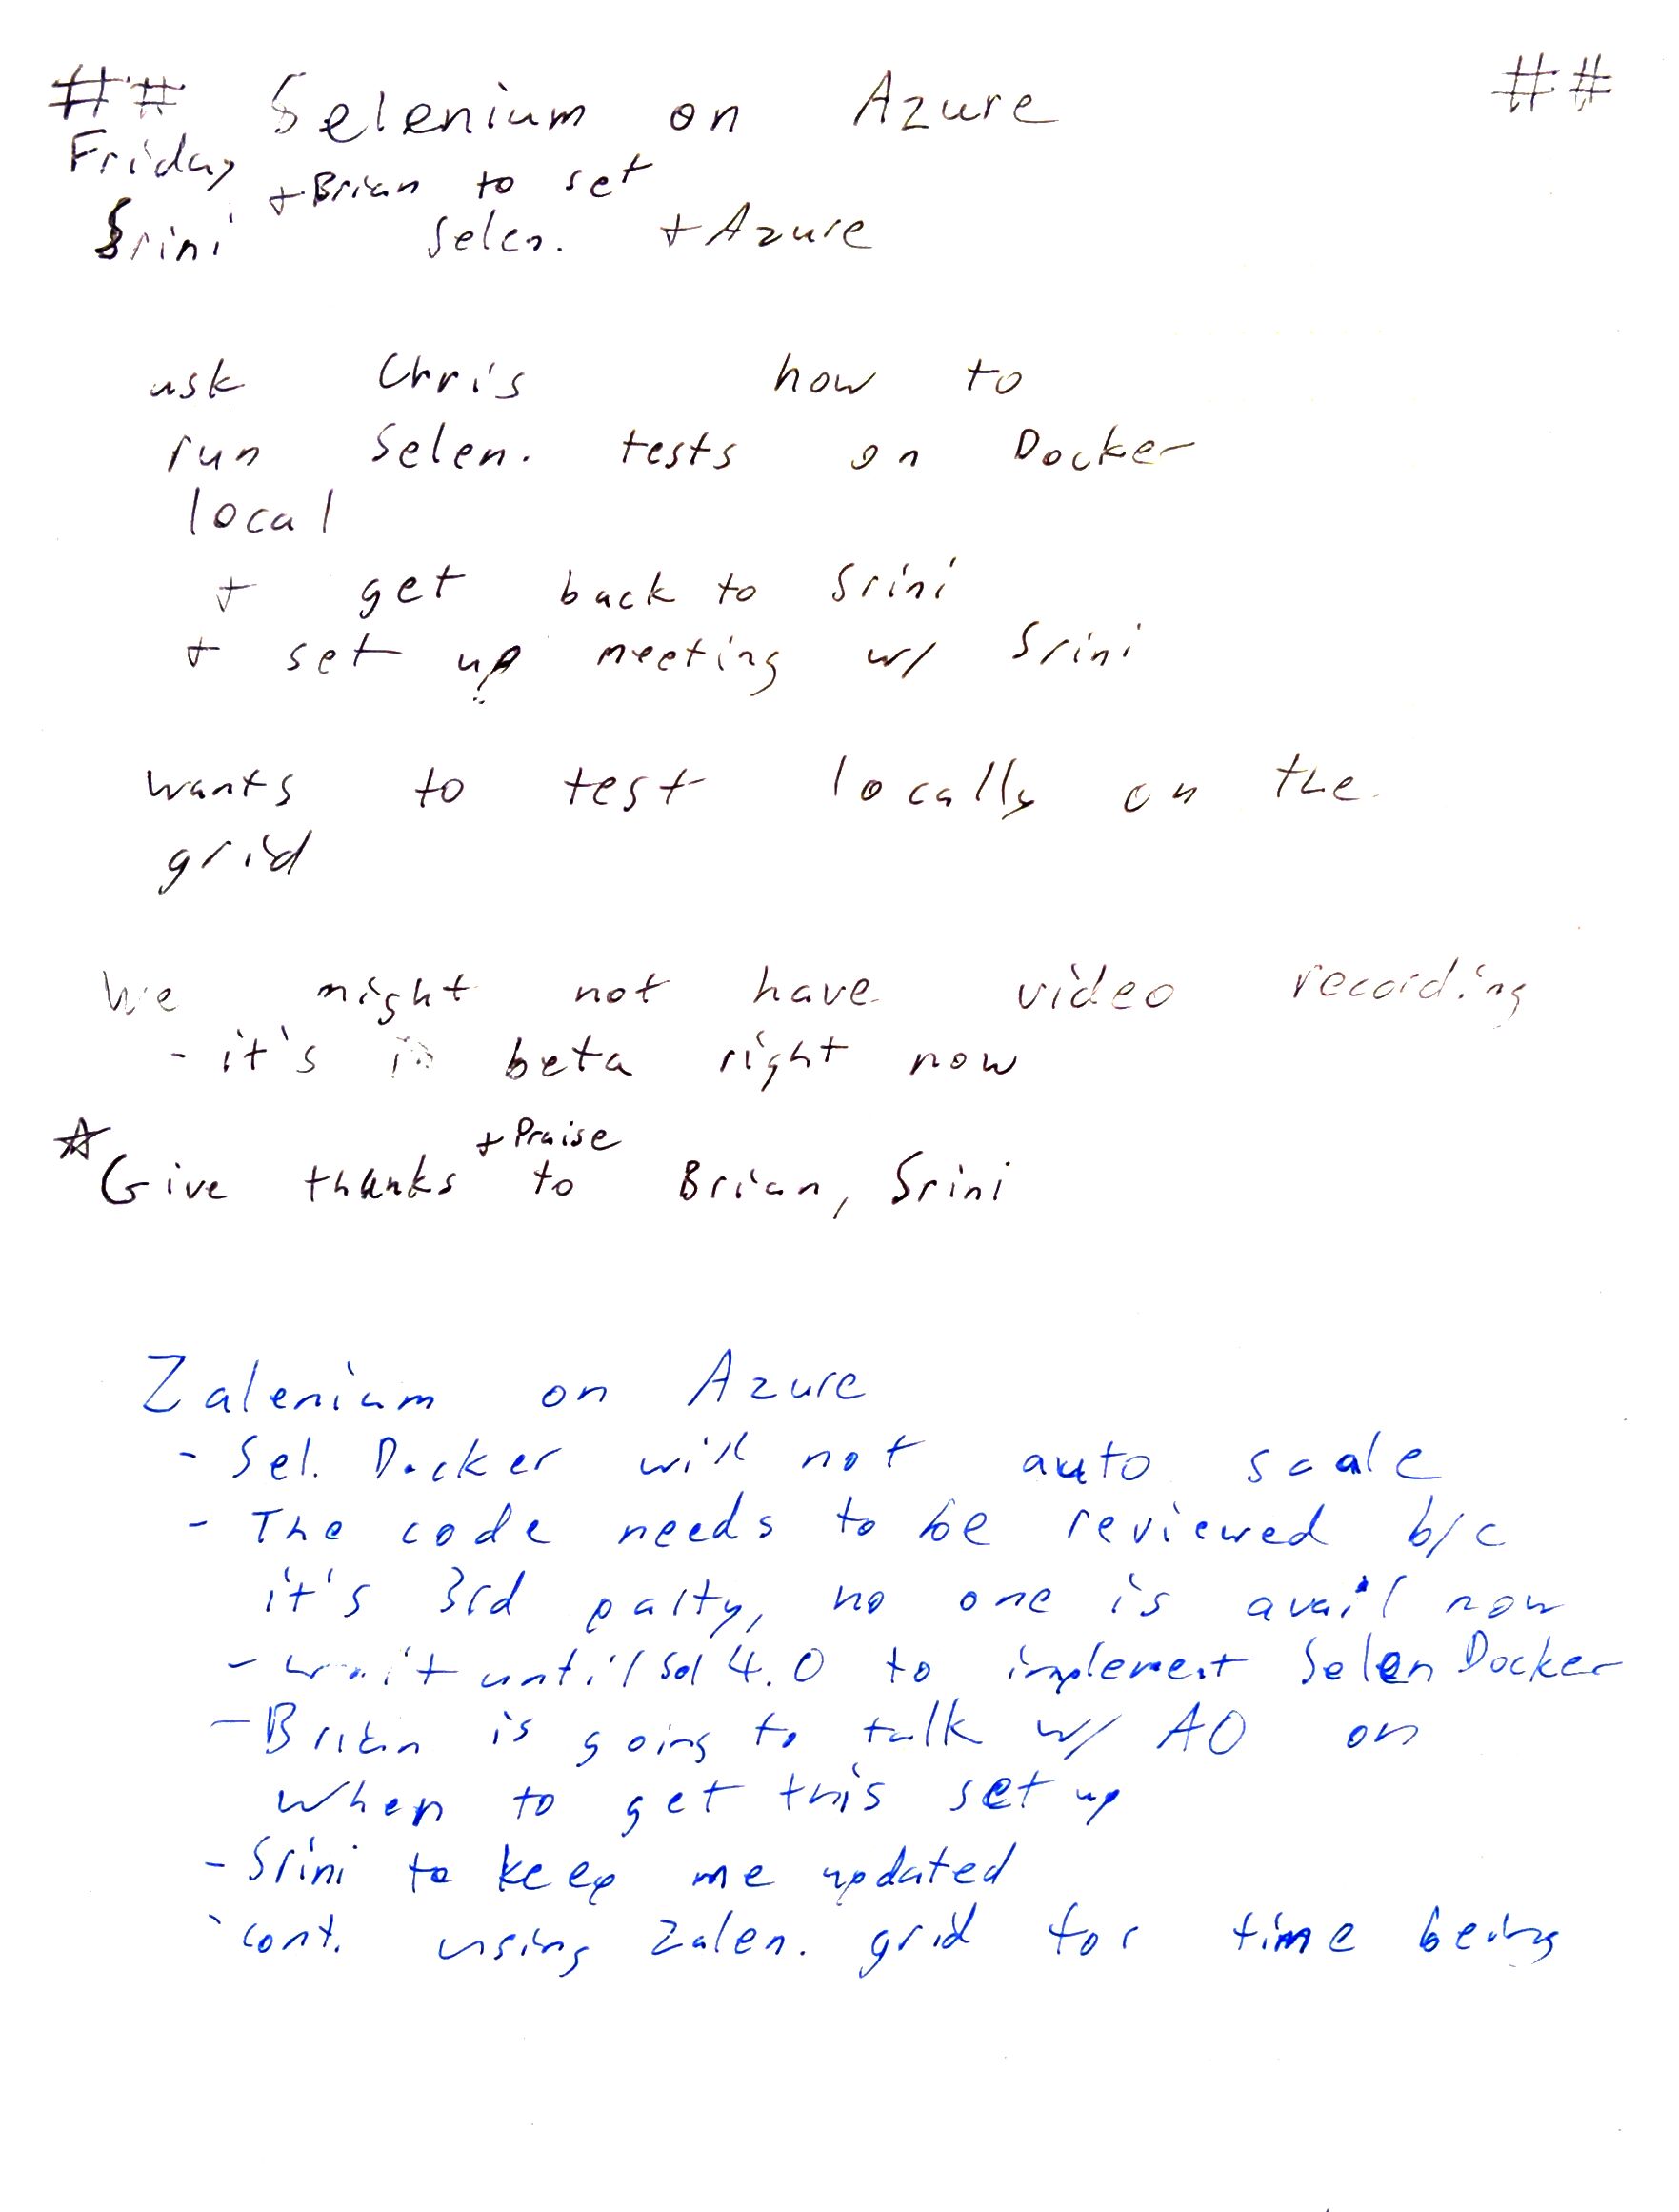 ## Selenium on Azure ##
Friday
+ Brian to set
Srini Selen. + Azure
ask Chris how to
run Selen. tests on Docker
local
+ get back to Srini
+ set up meeting w/ Srini
wants to test locally on the
grid
We might not have video recording
- it's in beta right now
+ Praise
☆ Give thanks to Brian, Srini
Zalenium on Azure
- Sel. Docker will not auto scale
- The code needs to be reviewed b/c
it's 3rd party, no one is avail now
- wait until Sel 4.0 to implement Selen Docker
- Brian is going to talk w/ AO on
when to get this set up
- Srini to keep me updated
- cont. using Zalen. grid for time being